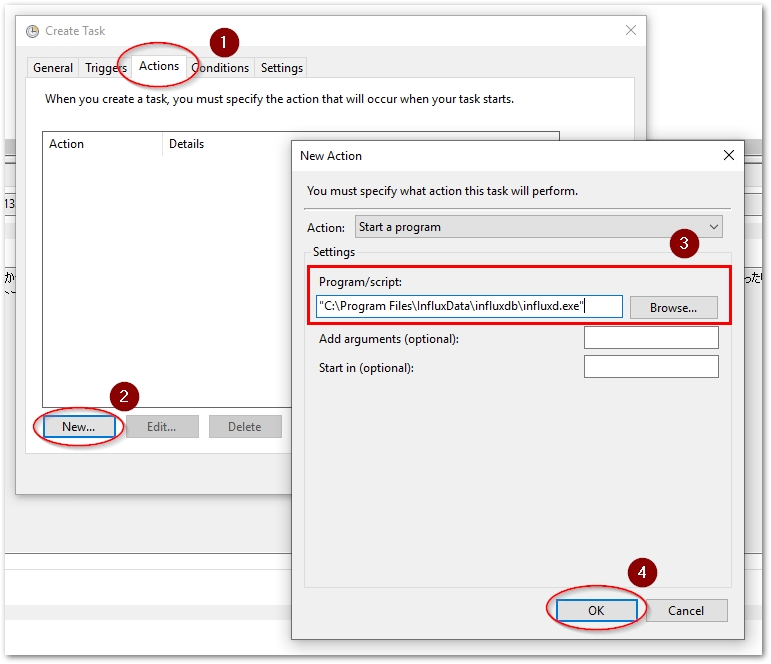 Create Task
1
General
Triggers
Actions
Conditions
Settings
When you create a task, you must specify the action that will occur when your task starts.
Action
Details
New Action
You must specify what action this task will perform.
Action:
Start a program
3
Settings
Program/script:
"C:\Program Files\InfluxData\influxdb\influxd.exe"
Browse...
Add arguments (optional):
Start in (optional):
2
New...
Edit...
Delete
4
OK
Cancel
13